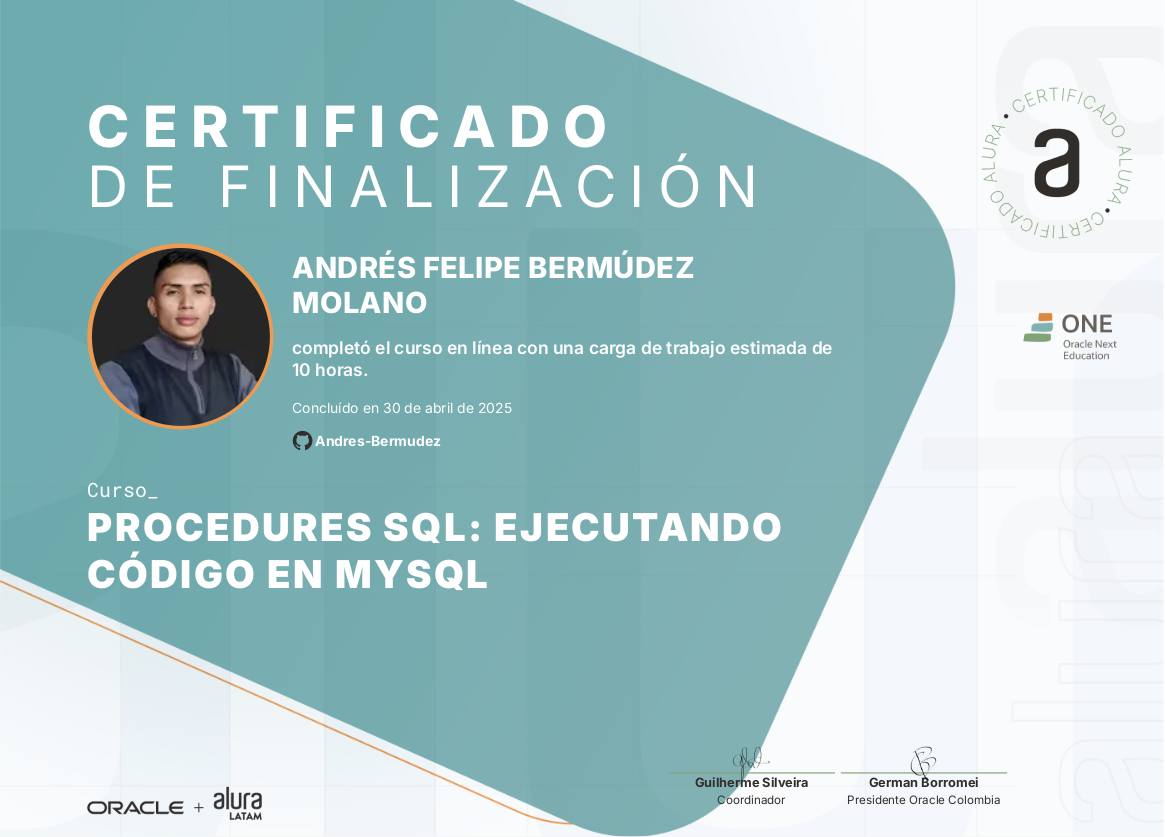 CERTIFICADO
DE FINALIZACIÓN
ANDRÉS FELIPE BERMÚDEZ
MOLANO
completó el curso en línea con una carga de trabajo estimada de
10 horas.
Concluído en 30 de abril de 2025
Andres-Bermudez
Curso_
PROCEDURES SQL: EJECUTANDO
CÓDIGO EN MYSQL
CERTIFICADO ALURA • CERTIFICADO ALURA •
a
ONE
Oracle Next
Education
alura
alura
Guilherme Silveira
Coordinador
German Borromei
Presidente Oracle Colombia
ORACLE + alura
LATAM